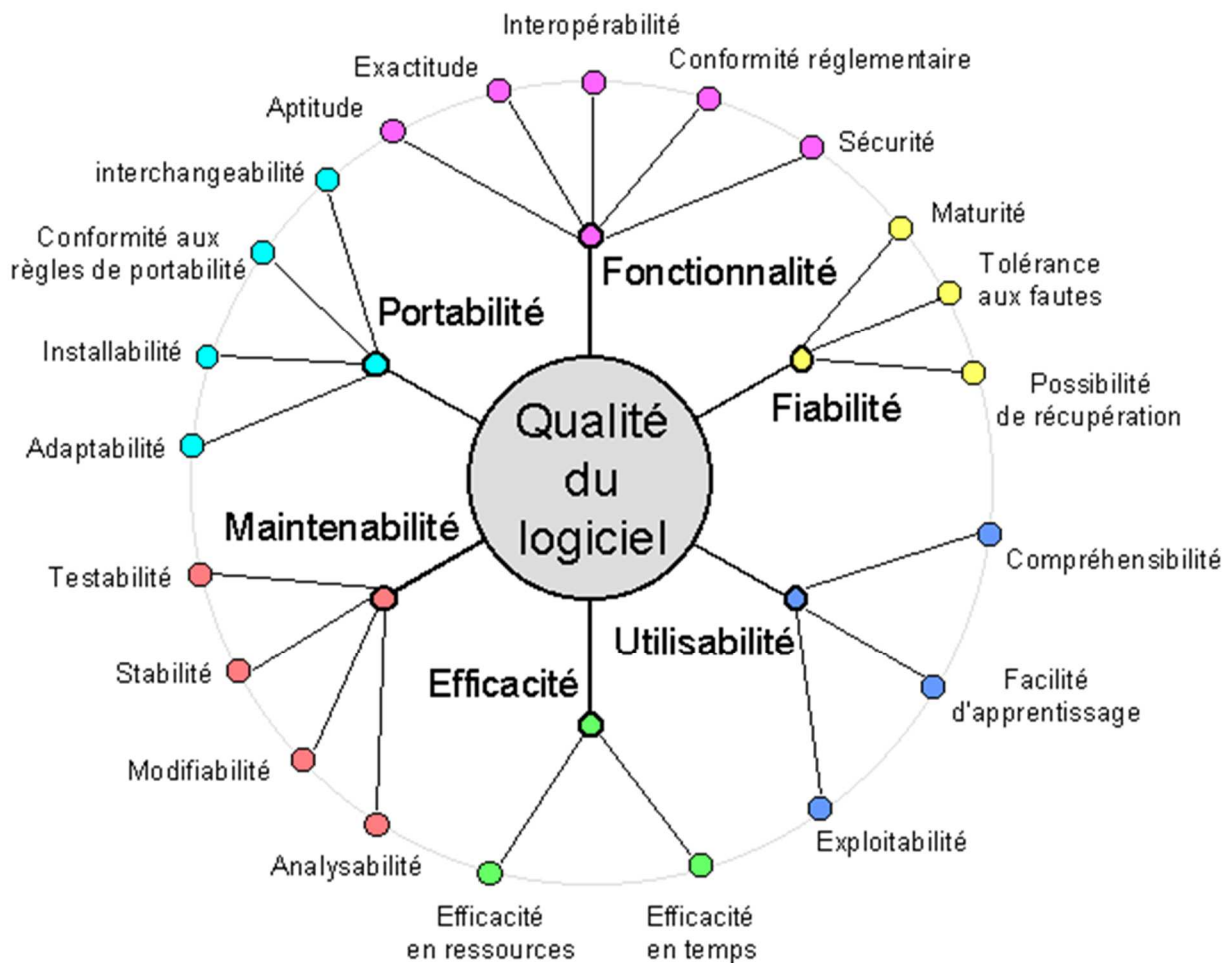 Interopérabilité
Exactitude
Conformité réglementaire
Aptitude
Sécurité
interchangeabilité
Maturité
Conformité aux
règles de portabilité
Tolérance
aux fautes
Fonctionnalité
Portabilité
Installabilité
Possibilité
de récupération
Fiabilité
Adaptabilité
Qualité
du
logiciel
Maintenabilité
Testabilité
Compréhensibilité
Utilisabilité
Stabilité
Efficacité
Facilité
d'apprentissage
Modifiabilité
Exploitabilité
Analysabilité
Efficacité
en ressources
Efficacité
en temps